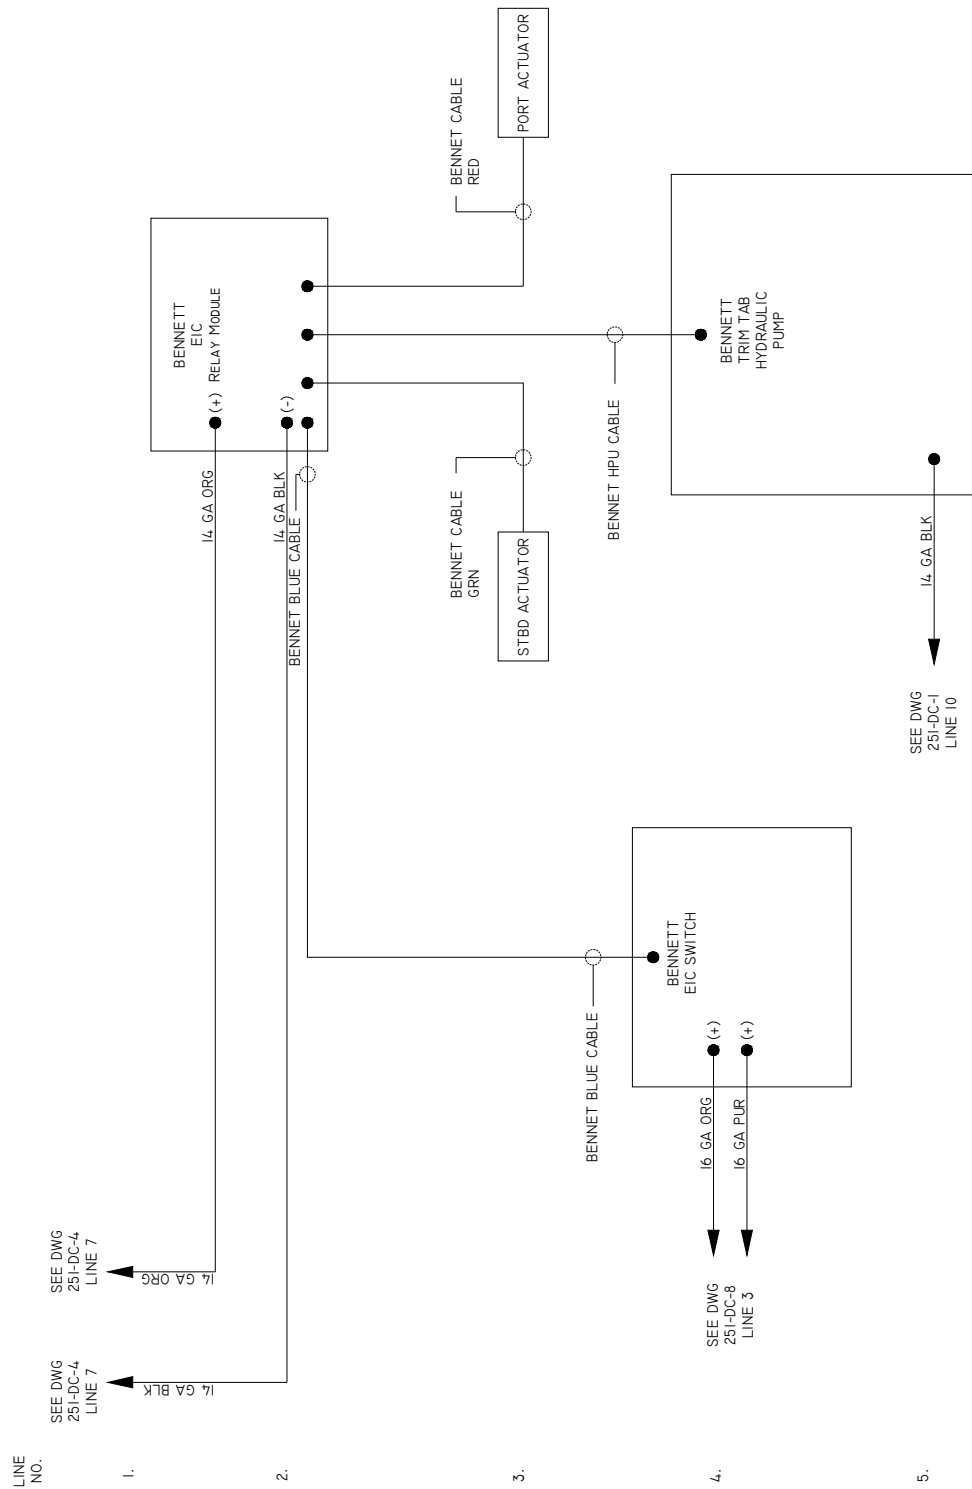 LINE
NO.
1.
2.
3.
4.
5.
SEE DWG
251-DC-4
LINE 7
14 GA BLK
SEE DWG
251-DC-4
LINE 7
14 GA ORG
14 GA ORG
14 GA BLK
BENNET BLUE CABLE
BENNETT
EIC
RELAY MODULE
(+)
(-)
BENNET CABLE
RED
PORT ACTUATOR
BENNET CABLE
GRN
STBD ACTUATOR
BENNET HPU CABLE
BENNETT
TRIM TAB
HYDRAULIC
PUMP
14 GA BLK
SEE DWG
251-DC-1
LINE 10
BENNET BLUE CABLE
BENNETT
EIC SWITCH
(+)
(+)
16 GA ORG
16 GA PUR
SEE DWG
251-DC-8
LINE 3